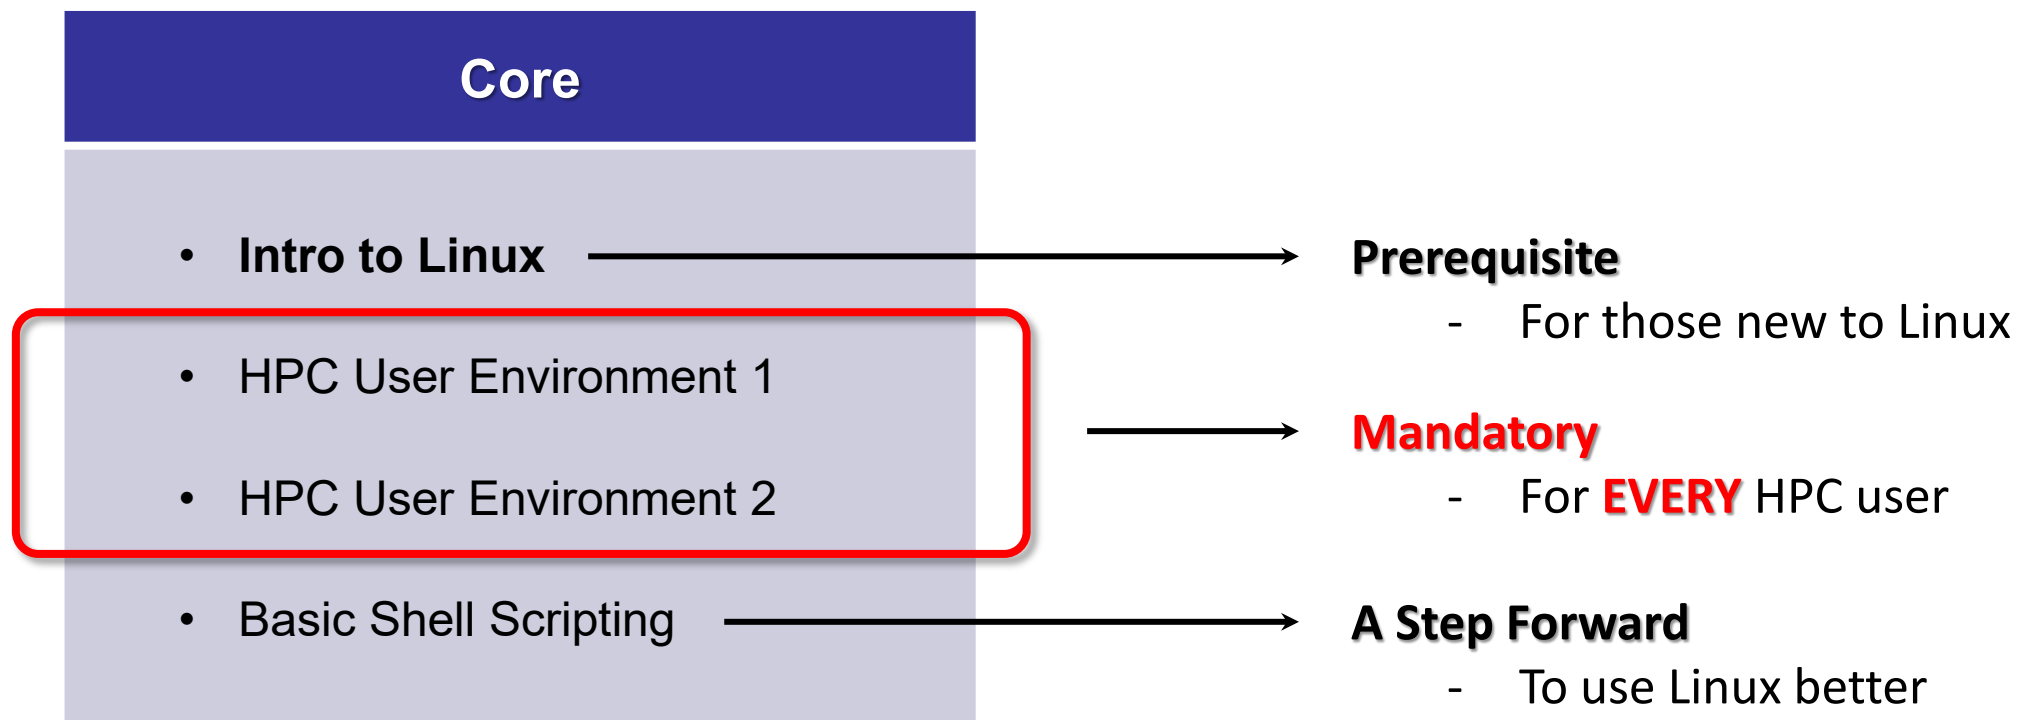 Core
• Intro to Linux
Prerequisite
- For those new to Linux
• HPC User Environment 1
Mandatory
- For EVERY HPC user
• HPC User Environment 2
• Basic Shell Scripting
A Step Forward
- To use Linux better